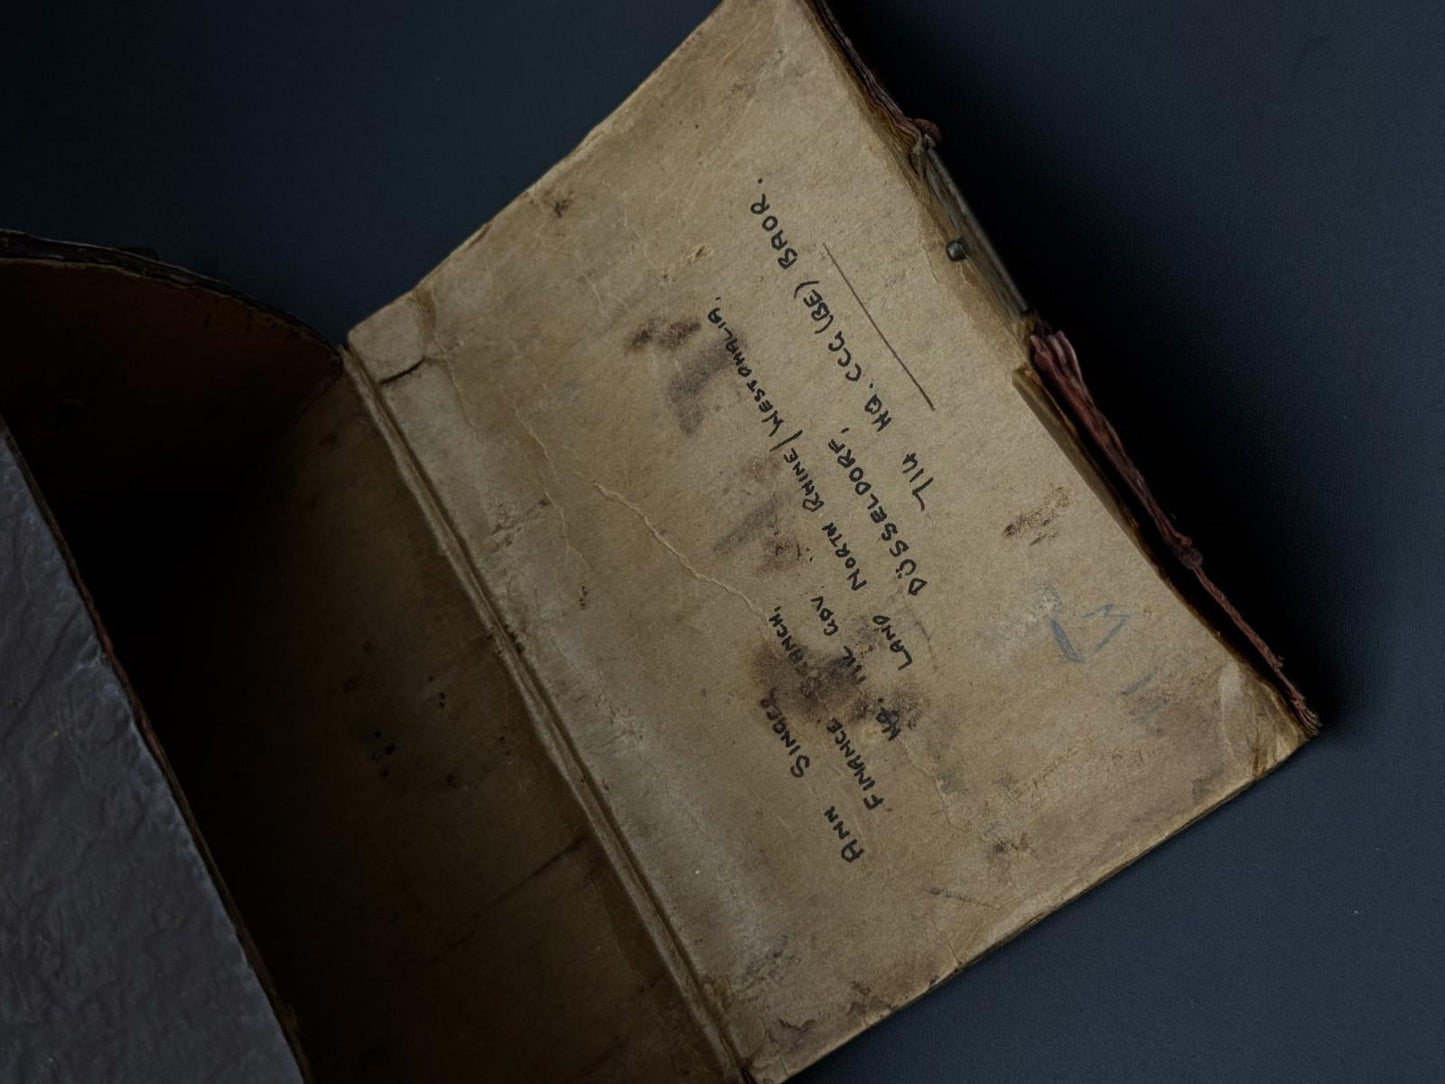 ANN SINGER,
FINANCE BRANCH,
HQ. MIL GOV
LAND NORTH RHINE/WESTPHALIA,
DÜSSELDORF,
714 HQ. CCG (BE) BAOR.